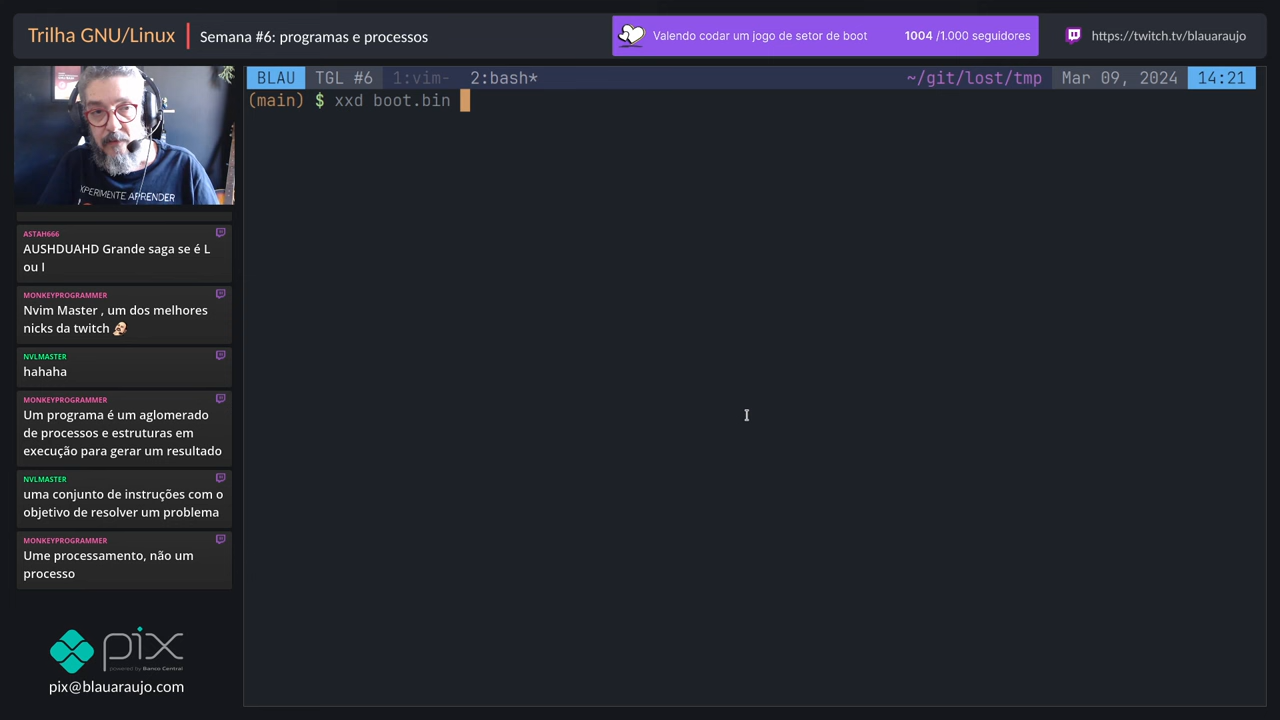 Trilha GNU/Linux
Semana #6: programas e processos
Valendo codar um jogo de setor de boot 1004 /1.000 seguidores
https://twitch.tv/blauaraujo
BLAU TGL #6 1:vim- 2:bash* ~/git/lost/tmp Mar 09, 2024 14:21
(main) $ xxd boot.bin
XPERIMENTE APRENDER
ASTAH666
AUSHDUAHD Grande saga se é L
ou I
MONKEYPROGRAMMER
Nvim Master , um dos melhores
nicks da twitch
NVLMASTER
hahaha
MONKEYPROGRAMMER
Um programa é um aglomerado
de processos e estruturas em
execução para gerar um resultado
NVLMASTER
uma conjunto de instruções com o
objetivo de resolver um problema
MONKEYPROGRAMMER
Ume processamento, não um
processo
pix
powered by Banco Central
pix@blauaraujo.com